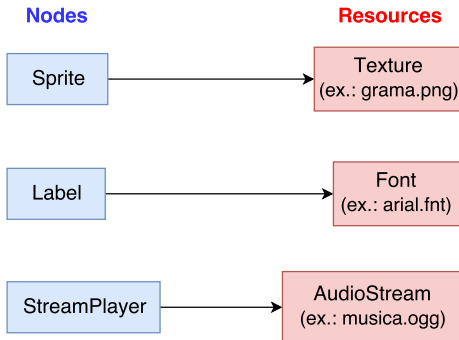 Nodes Resources
Sprite
Texture
(ex.: grama.png)
Label
Font
(ex.: arial.fnt)
StreamPlayer
AudioStream
(ex.: musica.ogg)